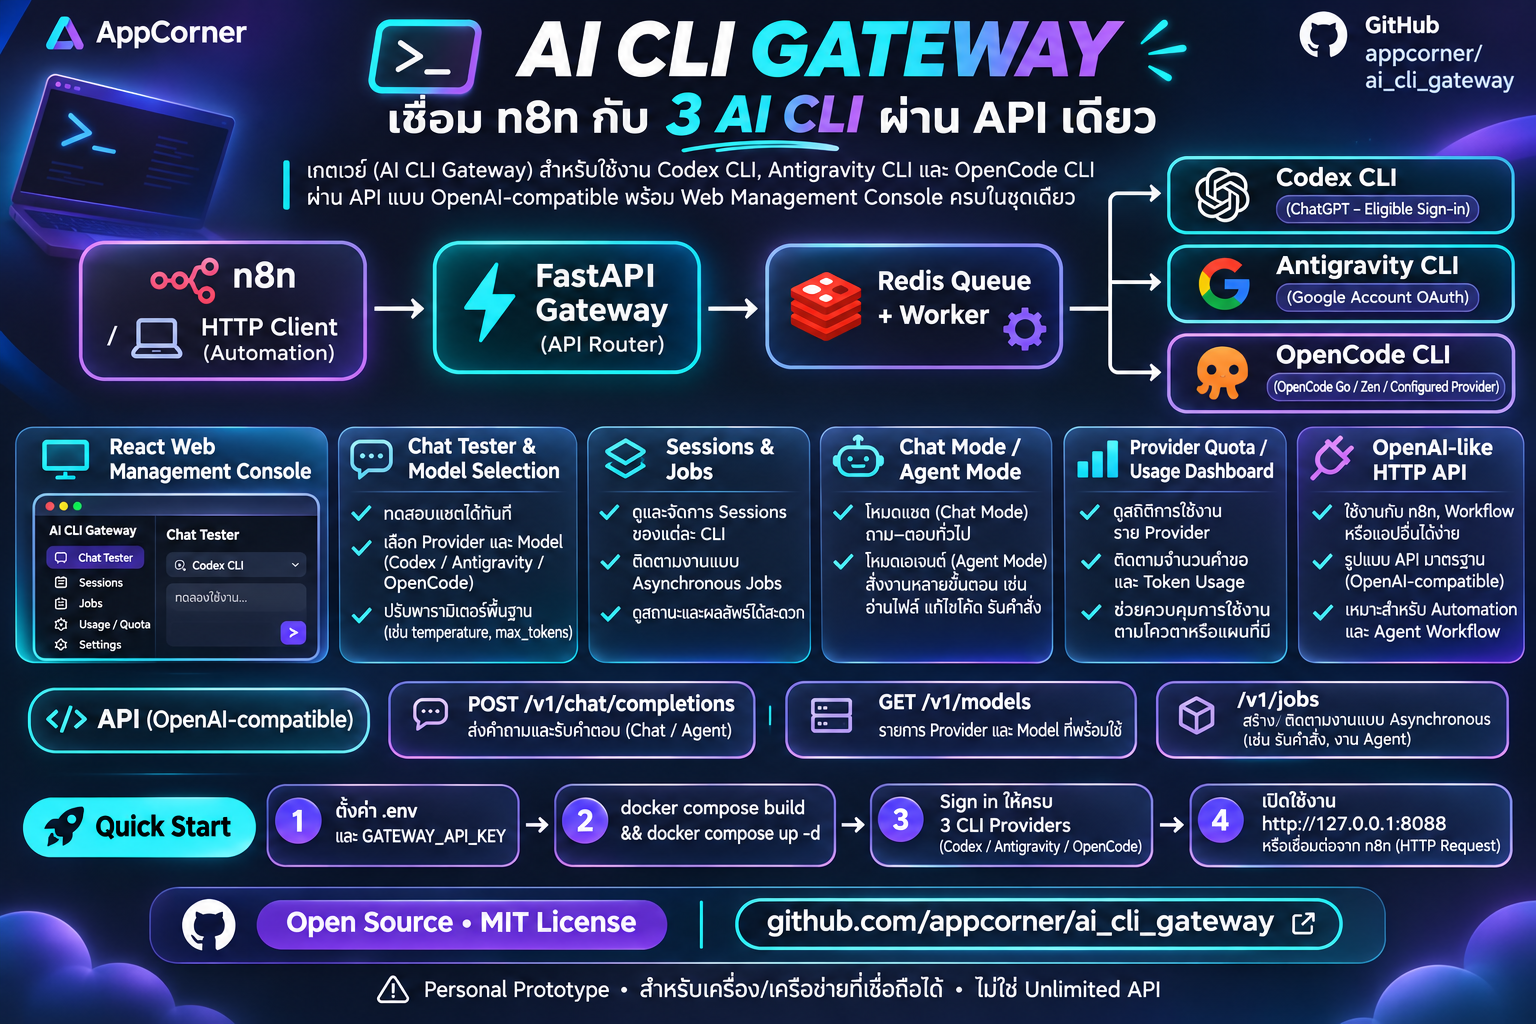 AppCorner
AI CLI GATEWAY
เชื่อม n8n กับ 3 AI CLI ผ่าน API เดียว
GitHub
appcorner/
ai_cli_gateway
เกตเวย์ (AI CLI Gateway) สำหรับใช้งาน Codex CLI, Antigravity CLI และ OpenCode CLI
ผ่าน API แบบ OpenAI-compatible พร้อม Web Management Console ครบในชุดเดียว
n8n
/ HTTP Client
(Automation)
FastAPI
Gateway
(API Router)
Redis Queue
+ Worker
Codex CLI
(ChatGPT – Eligible Sign-in)
Antigravity CLI
(Google Account OAuth)
OpenCode CLI
(OpenCode Go / Zen / Configured Provider)
React Web
Management Console
AI CLI Gateway
Chat Tester
Sessions
Jobs
Usage / Quota
Settings
Chat Tester
Codex CLI
ทดลองใช้งาน...
Chat Tester &
Model Selection
ทดสอบแชตได้ทันที
เลือก Provider และ Model
(Codex / Antigravity /
OpenCode)
ปรับพารามิเตอร์พื้นฐาน
(เช่น temperature, max_tokens)
Sessions &
Jobs
ดูและจัดการ Sessions
ของแต่ละ CLI
ติดตามงานแบบ
Asynchronous Jobs
ดูสถานะและผลลัพธ์ได้สะดวก
Chat Mode /
Agent Mode
โหมดแชต (Chat Mode)
ถาม–ตอบทั่วไป
โหมดเอเจนต์ (Agent Mode)
สั่งงานหลายขั้นตอน เช่น
อ่านไฟล์ แก้ไขโค้ด รันคำสั่ง
Provider Quota /
Usage Dashboard
ดูสถิติการใช้งาน
ราย Provider
ติดตามจำนวนคำขอ
และ Token Usage
ช่วยควบคุมการใช้งาน
ตามโควตาหรือแผนที่มี
OpenAI-like
HTTP API
ใช้งานกับ n8n, Workflow
หรือแอปอื่นได้ง่าย
รูปแบบ API มาตรฐาน
(OpenAI-compatible)
เหมาะสำหรับ Automation
และ Agent Workflow
</> API (OpenAI-compatible)
POST /v1/chat/completions
ส่งคำถามและรับคำตอบ (Chat / Agent)
GET /v1/models
รายการ Provider และ Model ที่พร้อมใช้
/v1/jobs
สร้าง/ ติดตามงานแบบ Asynchronous
(เช่น รันคำสั่ง, งาน Agent)
Quick Start
1 ตั้งค่า .env
และ GATEWAY_API_KEY
2 docker compose build
&& docker compose up -d
3 Sign in ให้ครบ
3 CLI Providers
(Codex / Antigravity / OpenCode)
4 เปิดใช้งาน
http://127.0.0.1:8088
หรือเชื่อมต่อจาก n8n (HTTP Request)
Open Source • MIT License
github.com/appcorner/ai_cli_gateway
Personal Prototype • สำหรับเครื่อง/เครือข่ายที่เชื่อถือได้ • ไม่ใช่ Unlimited API